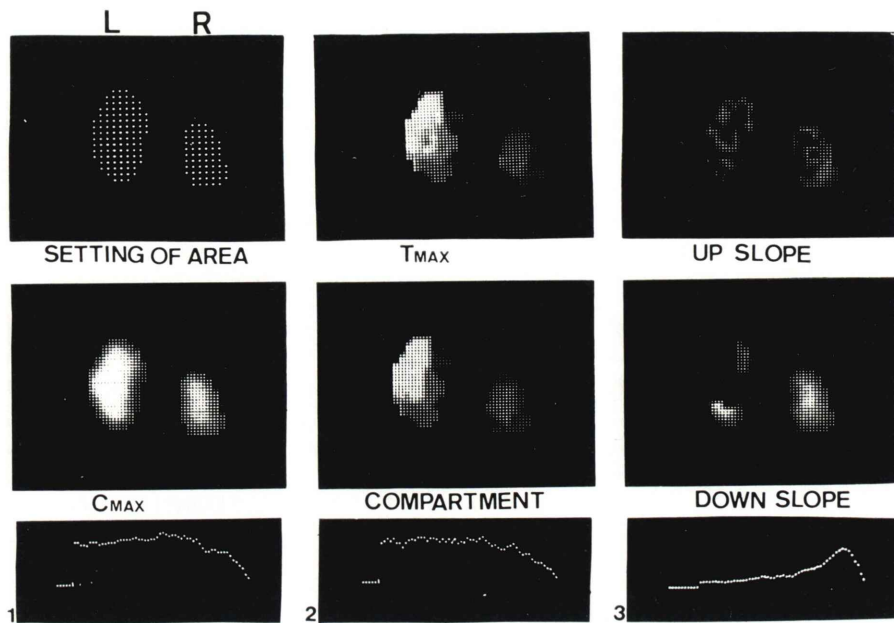 L R
SETTING OF AREA TMAX UP SLOPE
CMAX COMPARTMENT DOWN SLOPE
1 2 3